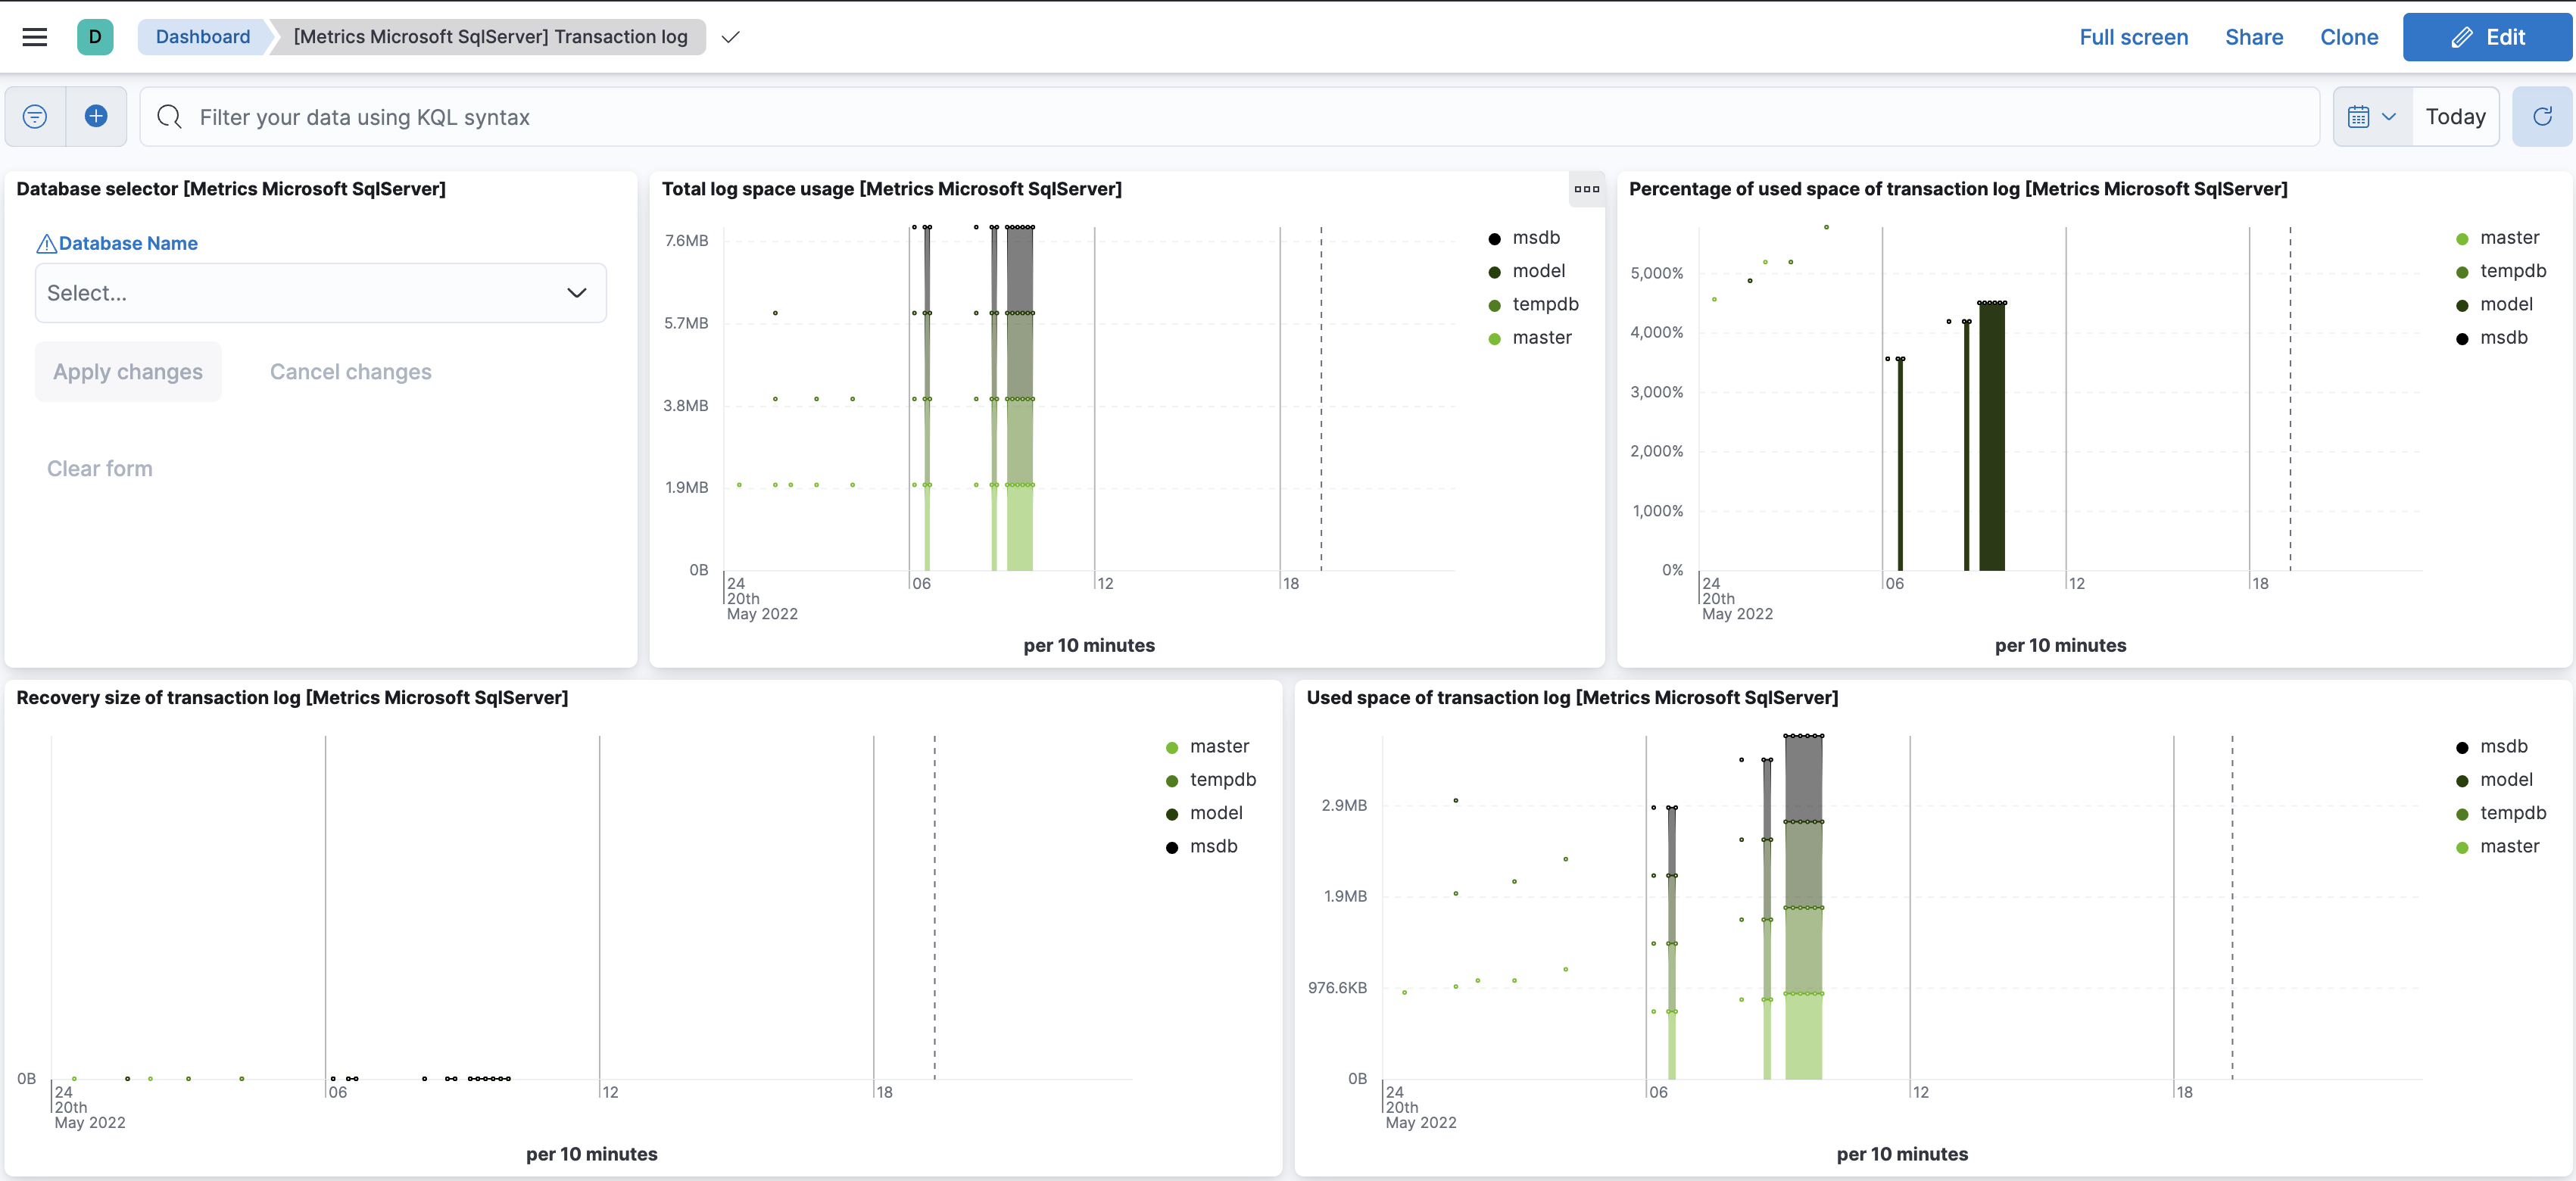 D
Dashboard
[Metrics Microsoft SqlServer] Transaction log
Full screen
Share
Clone
Edit
Filter your data using KQL syntax
Today
Database selector [Metrics Microsoft SqlServer]
Database Name
Select...
Apply changes
Cancel changes
Clear form
Total log space usage [Metrics Microsoft SqlServer]
7.6MB
5.7MB
3.8MB
1.9MB
0B
24
20th
May 2022
06
12
18
per 10 minutes
msdb
model
tempdb
master
Percentage of used space of transaction log [Metrics Microsoft SqlServer]
5,000%
4,000%
3,000%
2,000%
1,000%
0%
24
20th
May 2022
06
12
18
per 10 minutes
master
tempdb
model
msdb
Recovery size of transaction log [Metrics Microsoft SqlServer]
0B
24
20th
May 2022
06
12
18
per 10 minutes
master
tempdb
model
msdb
Used space of transaction log [Metrics Microsoft SqlServer]
2.9MB
1.9MB
976.6KB
0B
24
20th
May 2022
06
12
18
per 10 minutes
msdb
model
tempdb
master